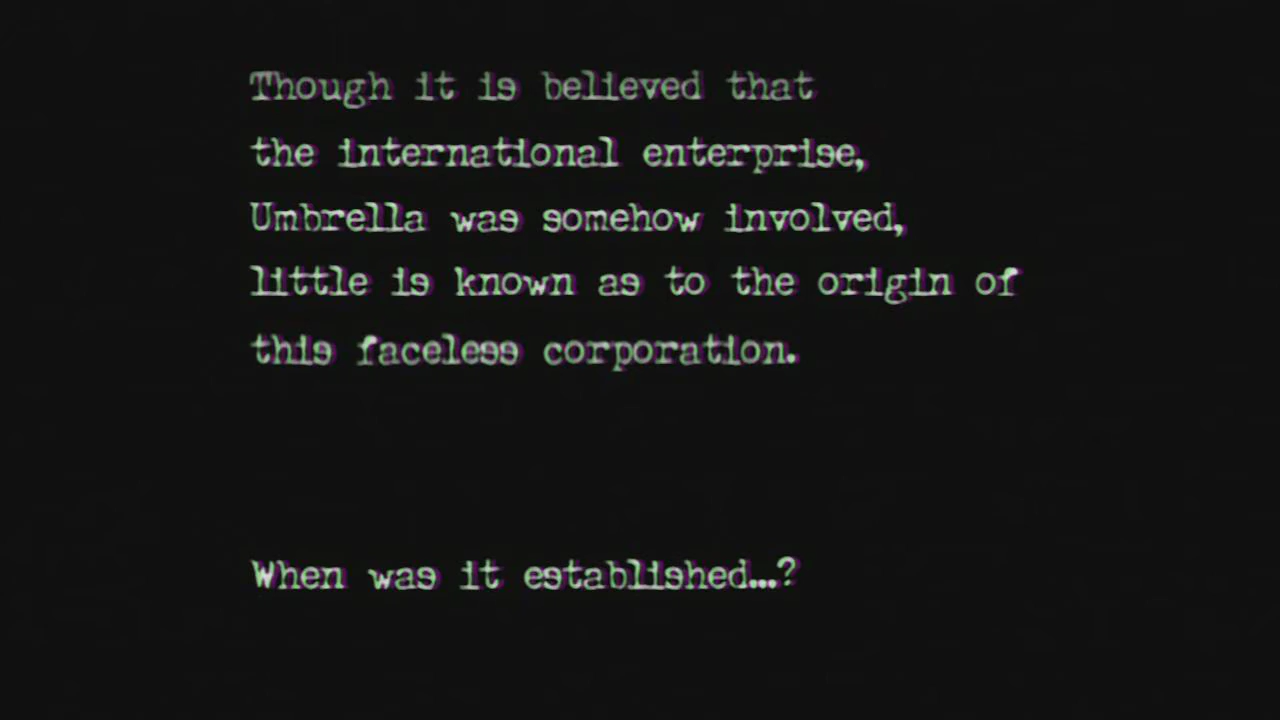 Though it is believed that
the international enterprise,
Umbrella was somehow involved,
little is known as to the origin of
this faceless corporation.
When was it established...?